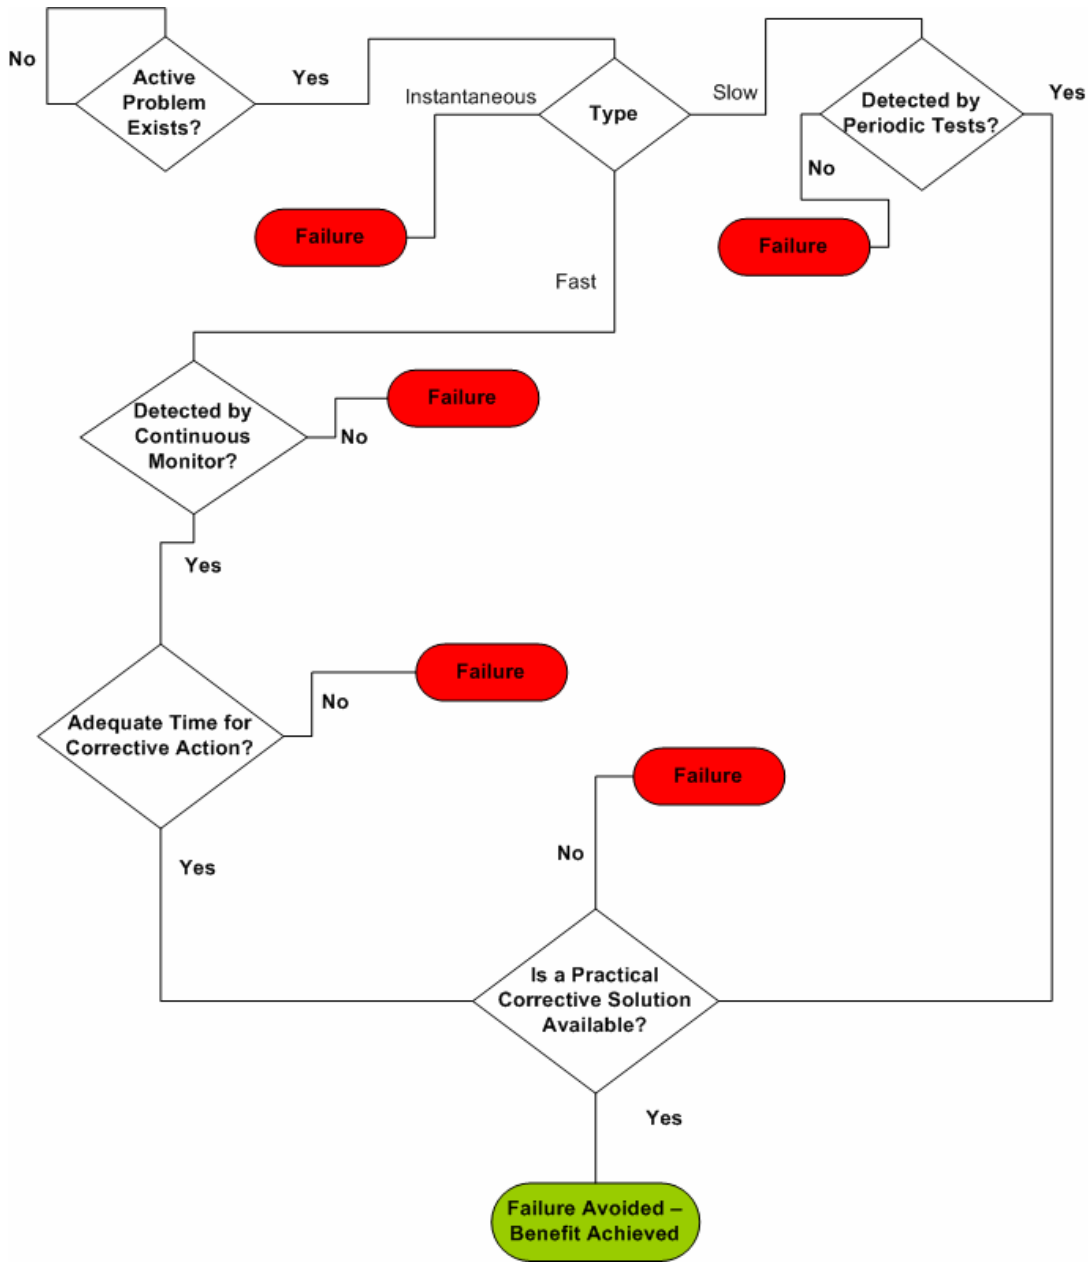 No
Active
Problem
Exists?
Yes
Instantaneous
Type
Slow
Detected by
Periodic Tests?
Yes
No
Failure
Failure
Fast
Detected by
Continuous
Monitor?
No
Failure
Yes
Adequate Time for
Corrective Action?
No
Failure
Yes
Failure
No
Is a Practical
Corrective Solution
Available?
Yes
Failure Avoided –
Benefit Achieved